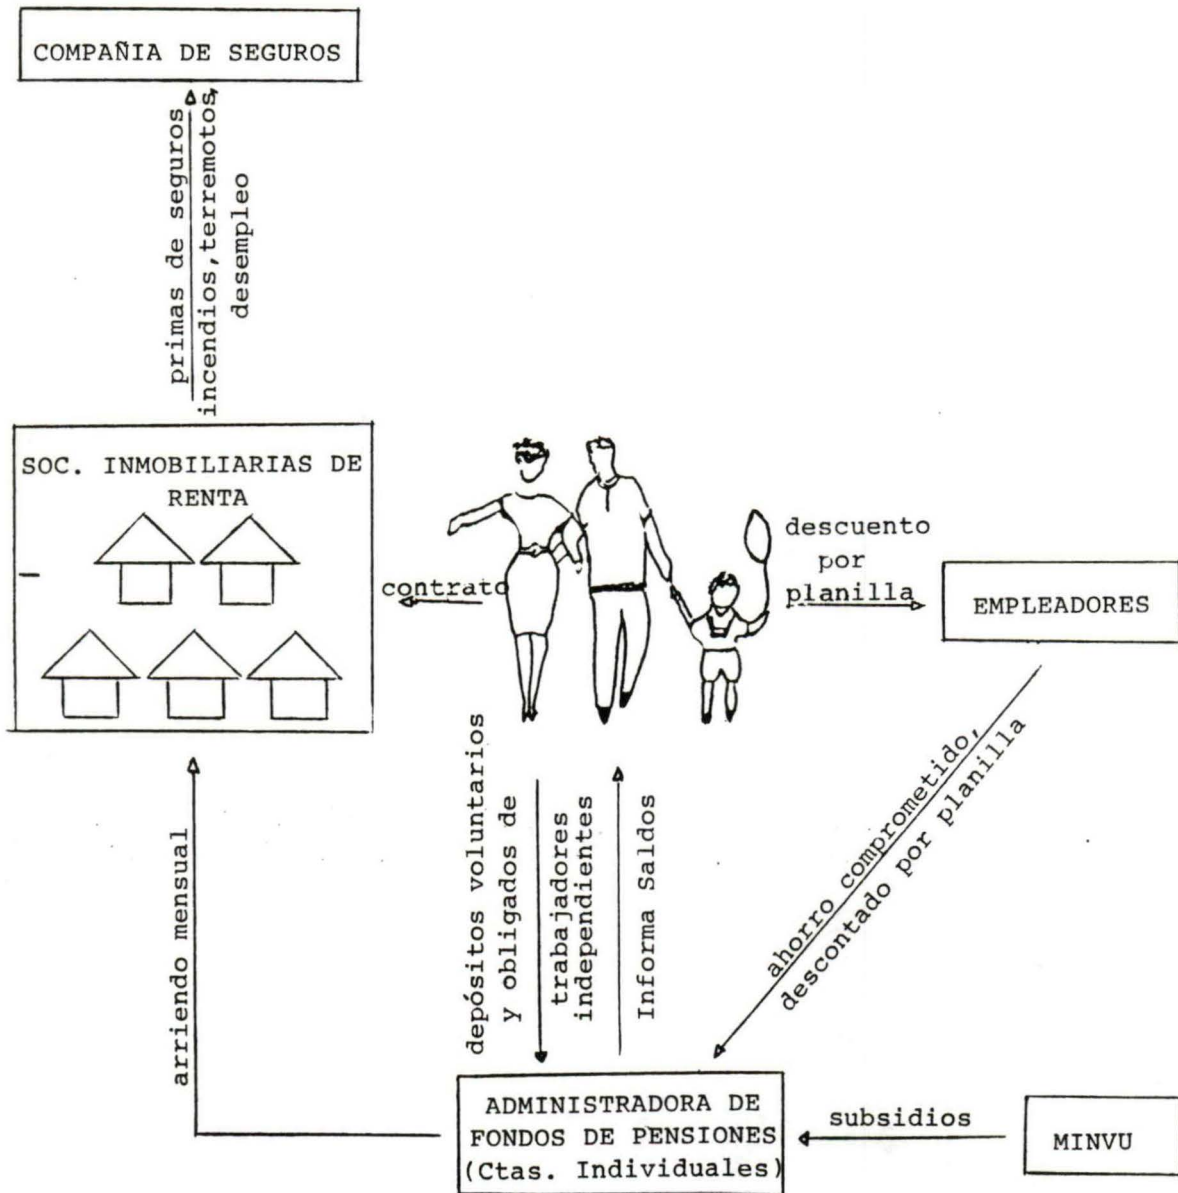 COMPAÑIA DE SEGUROS
primas de seguros
incendios,terremotos,
desempleo
SOC. INMOBILIARIAS DE
RENTA
contrato
descuento
por
planilla
EMPLEADORES
ahorro comprometido,
descontado por planilla
depósitos voluntarios
y obligados de
trabajadores
independientes
Informa Saldos
arriendo mensual
ADMINISTRADORA DE
FONDOS DE PENSIONES
(Ctas. Individuales)
subsidios
MINVU